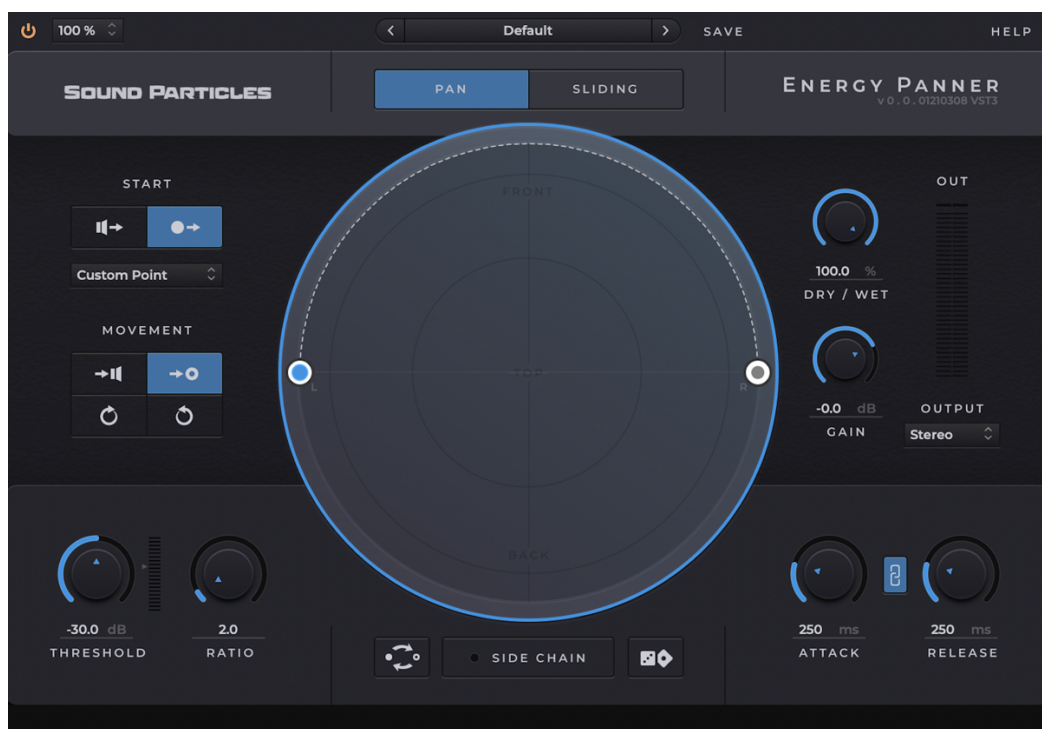 100 %
Default
SAVE
HELP
SOUND PARTICLES
PAN
SLIDING
ENERGY PANNER
v 0 . 0 . 01210308 VST3
START
Custom Point
MOVEMENT
FRONT
L
TOP
R
BACK
OUT
100.0 %
DRY / WET
-0.0 dB
GAIN
OUTPUT
Stereo
-30.0 dB
THRESHOLD
2.0
RATIO
SIDE CHAIN
250 ms
ATTACK
250 ms
RELEASE